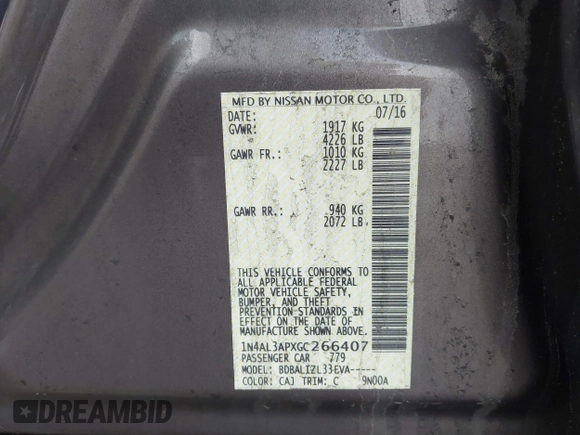 MFD BY NISSAN MOTOR CO., LTD.
DATE: 07/16
GVWR: 1917 KG
4226 LB
GAWR FR.: 1010 KG
2227 LB
GAWR RR.: 940 KG
2072 LB.
THIS VEHICLE CONFORMS TO
ALL APPLICABLE FEDERAL
MOTOR VEHICLE SAFETY,
BUMPER, AND THEFT
PREVENTION STANDARDS
IN EFFECT ON THE DATE OF
MANUFACTURE SHOWN ABOVE.
1N4AL3APXGC266407
PASSENGER CAR 779
MODEL: BDBALIZL33EVA-----
COLOR: CAJ TRIM: C 9N00A
DREAMBID DREAMBID